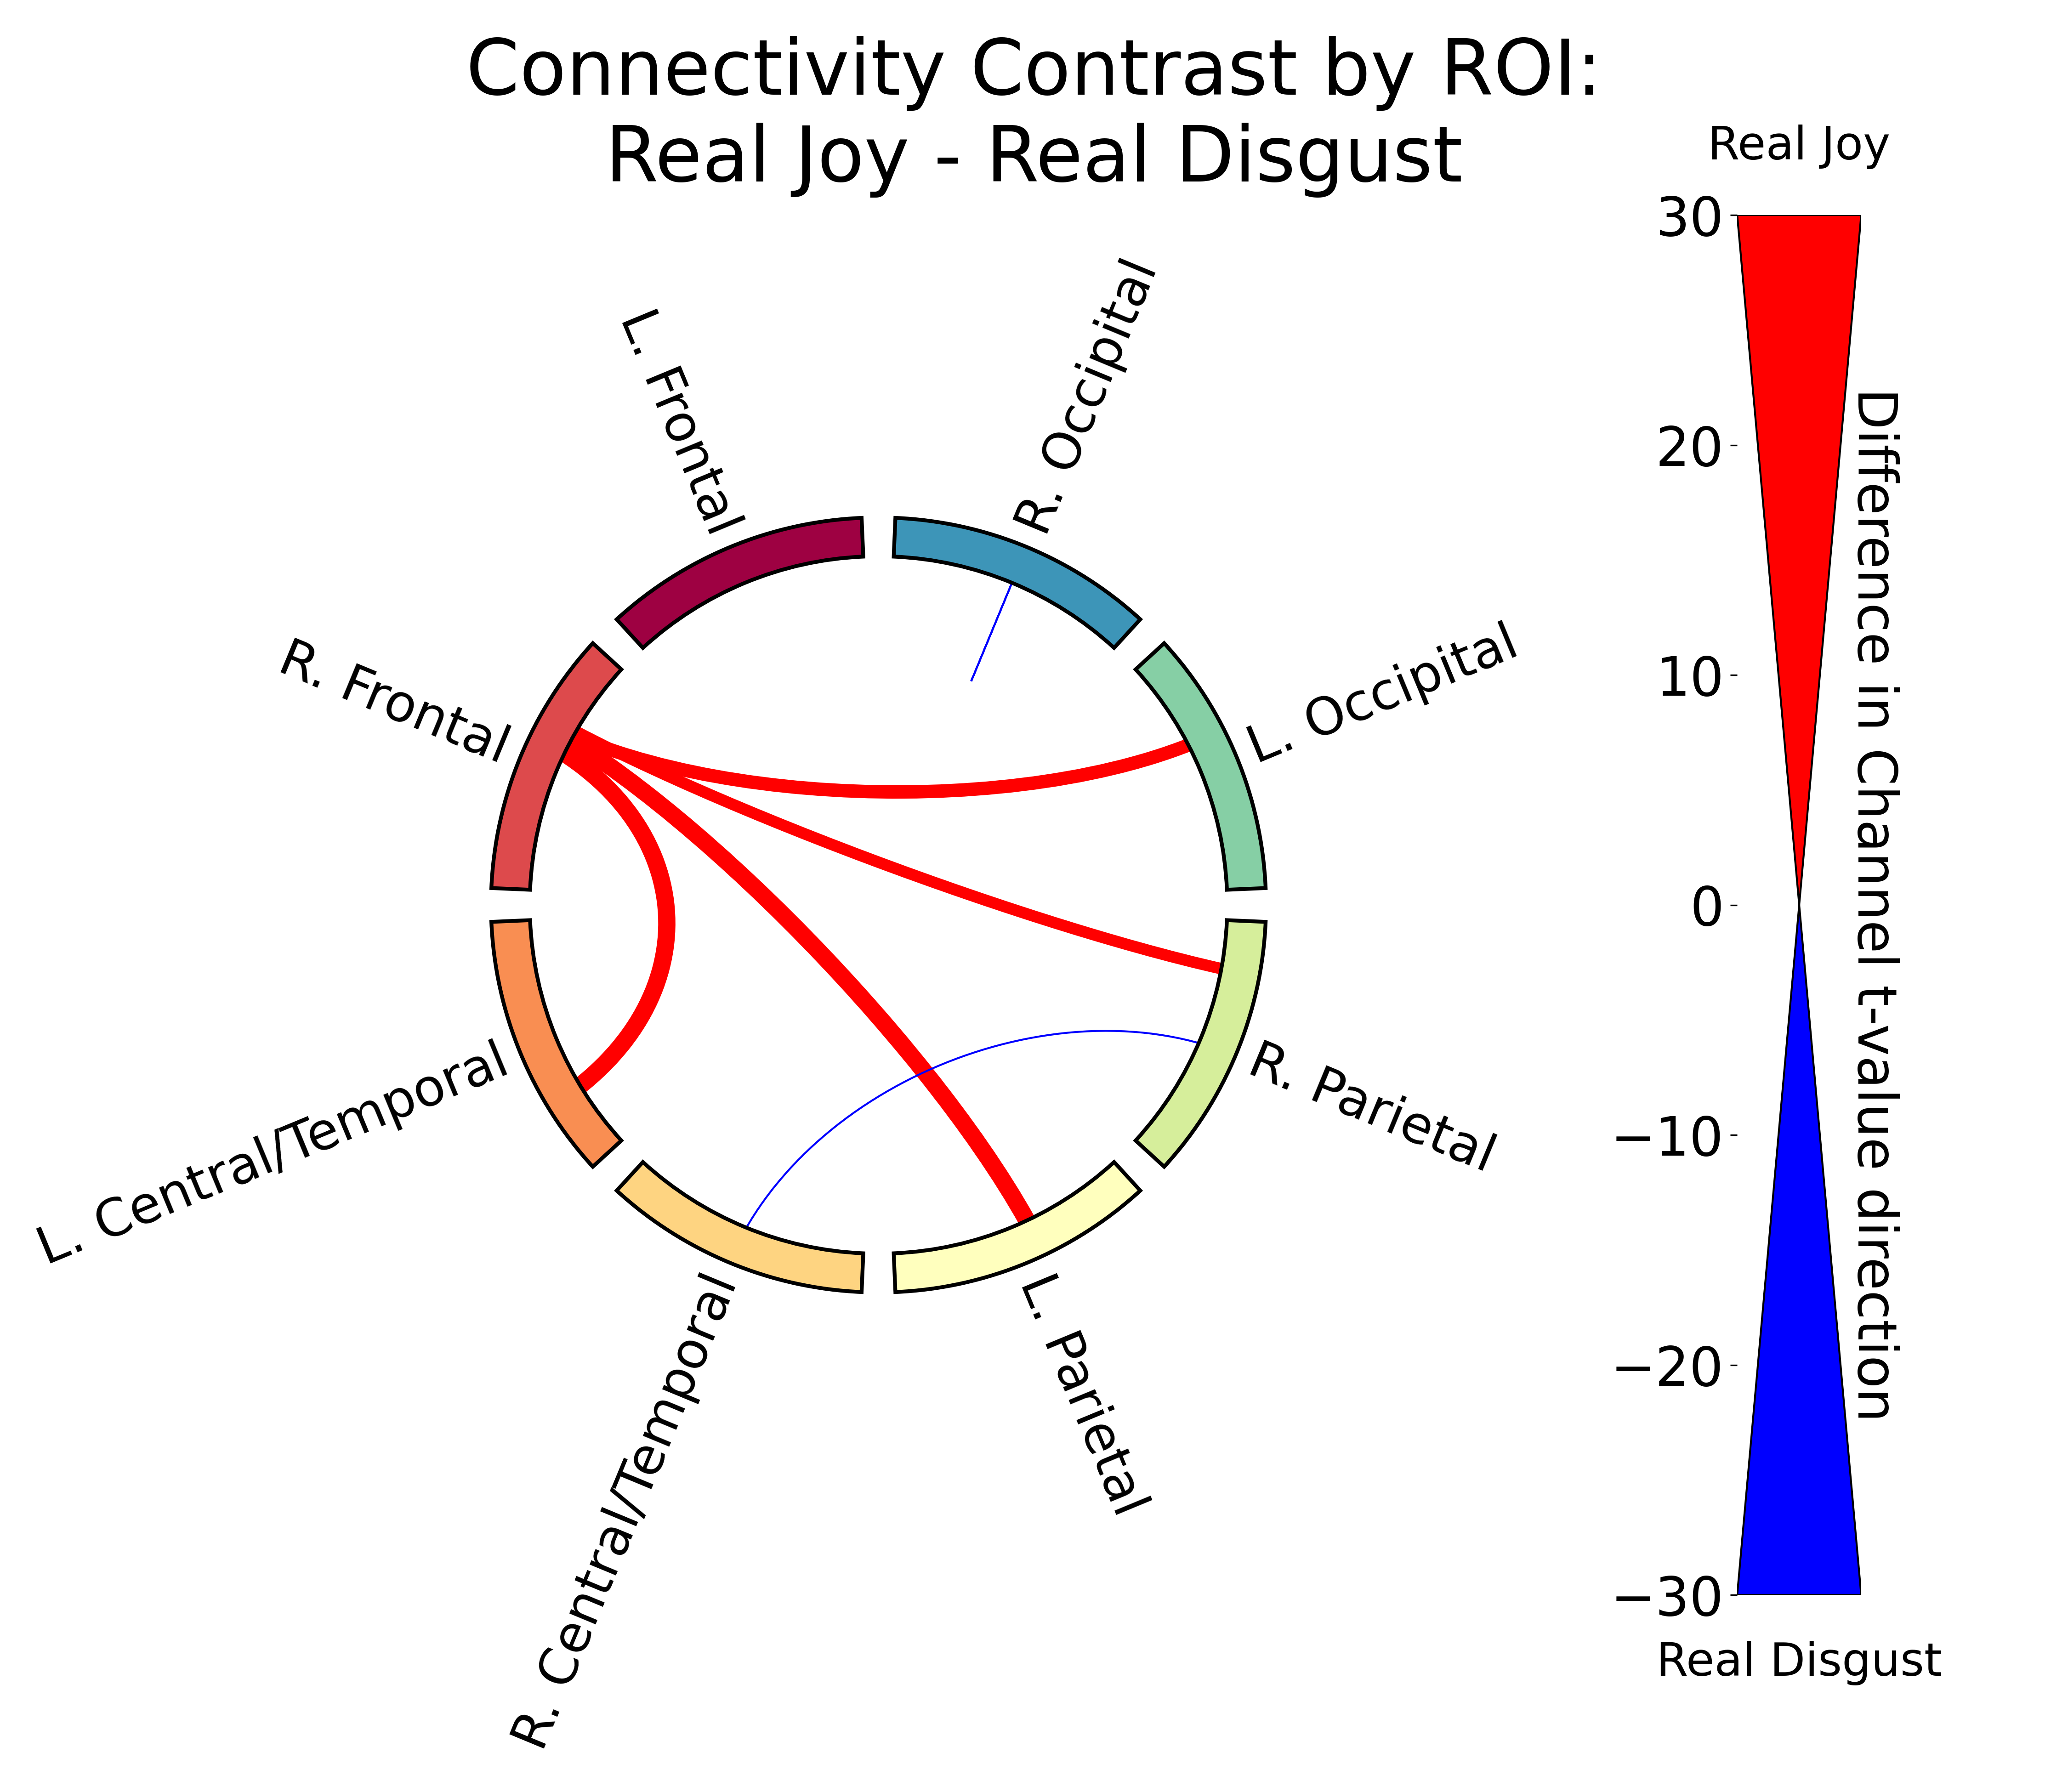 Connectivity Contrast by ROI:
Real Joy - Real Disgust
Real Joy
30
20
10
0
−10
−20
−30
Real Disgust
Difference in Channel t-value direction
L. Frontal
R. Occipital
R. Frontal
L. Occipital
L. Central/Temporal
R. Parietal
R. Central/Temporal
L. Parietal